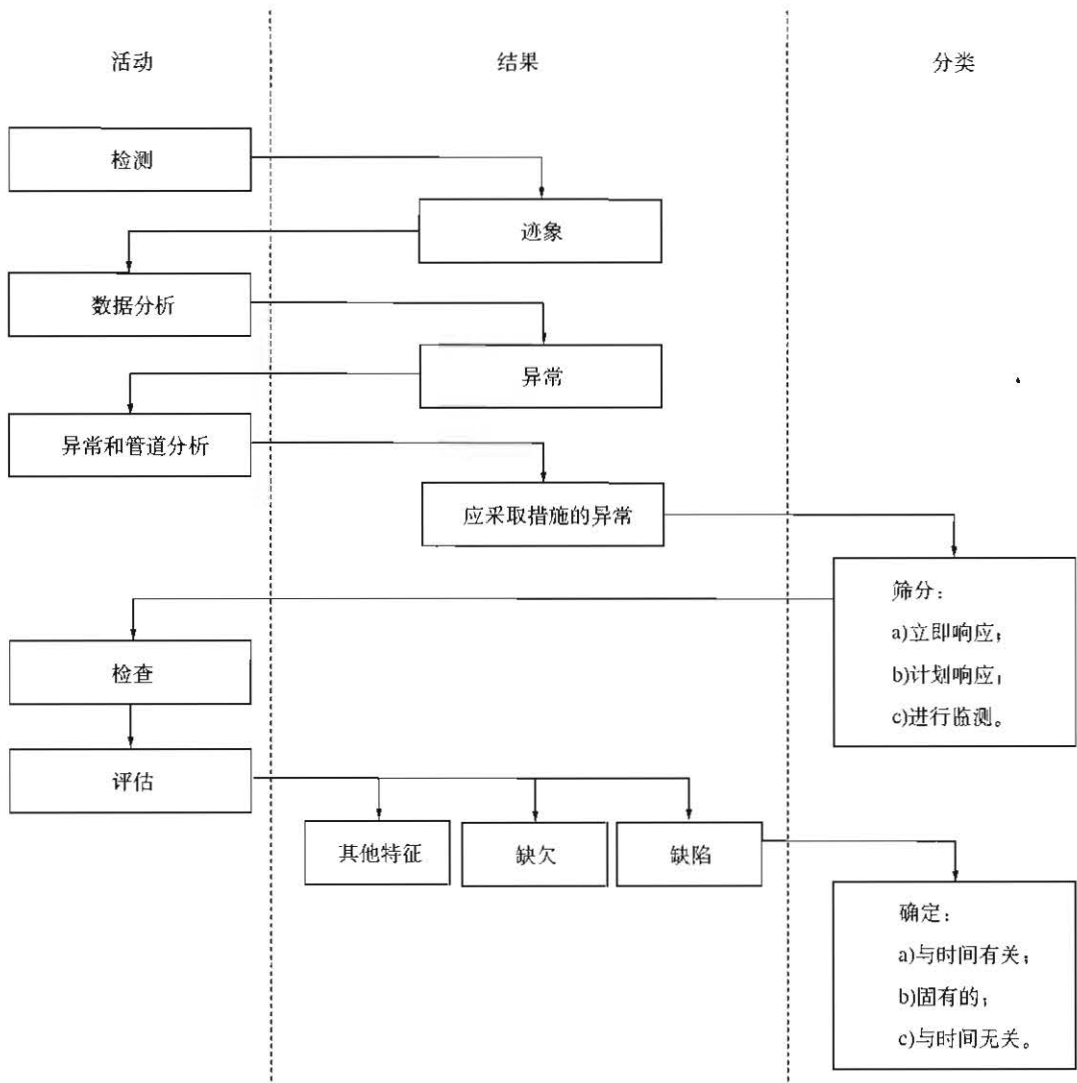 活动
结果
分类
检测
迹象
数据分析
异常
异常和管道分析
应采取措施的异常
筛分：
a)立即响应；
b)计划响应；
c)进行监测。
检查
评估
其他特征
缺欠
缺陷
确定：
a)与时间有关；
b)固有的；
c)与时间无关。